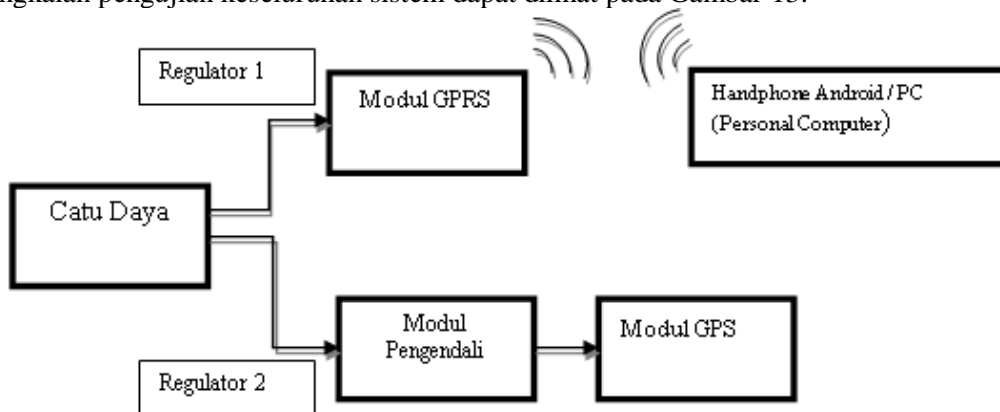 pengujian keseluruhan sistem dapat dilihat pada Gambar 15.
Regulator 1
Modul GPRS
Handphone Android / PC
(Personal Computer)
Catu Daya
Modul
Pengendali
Modul GPS
Regulator 2